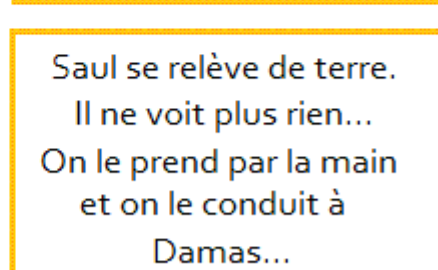 Saul se relève de terre.
Il ne voit plus rien...
On le prend par la main
et on le conduit à
Damas...